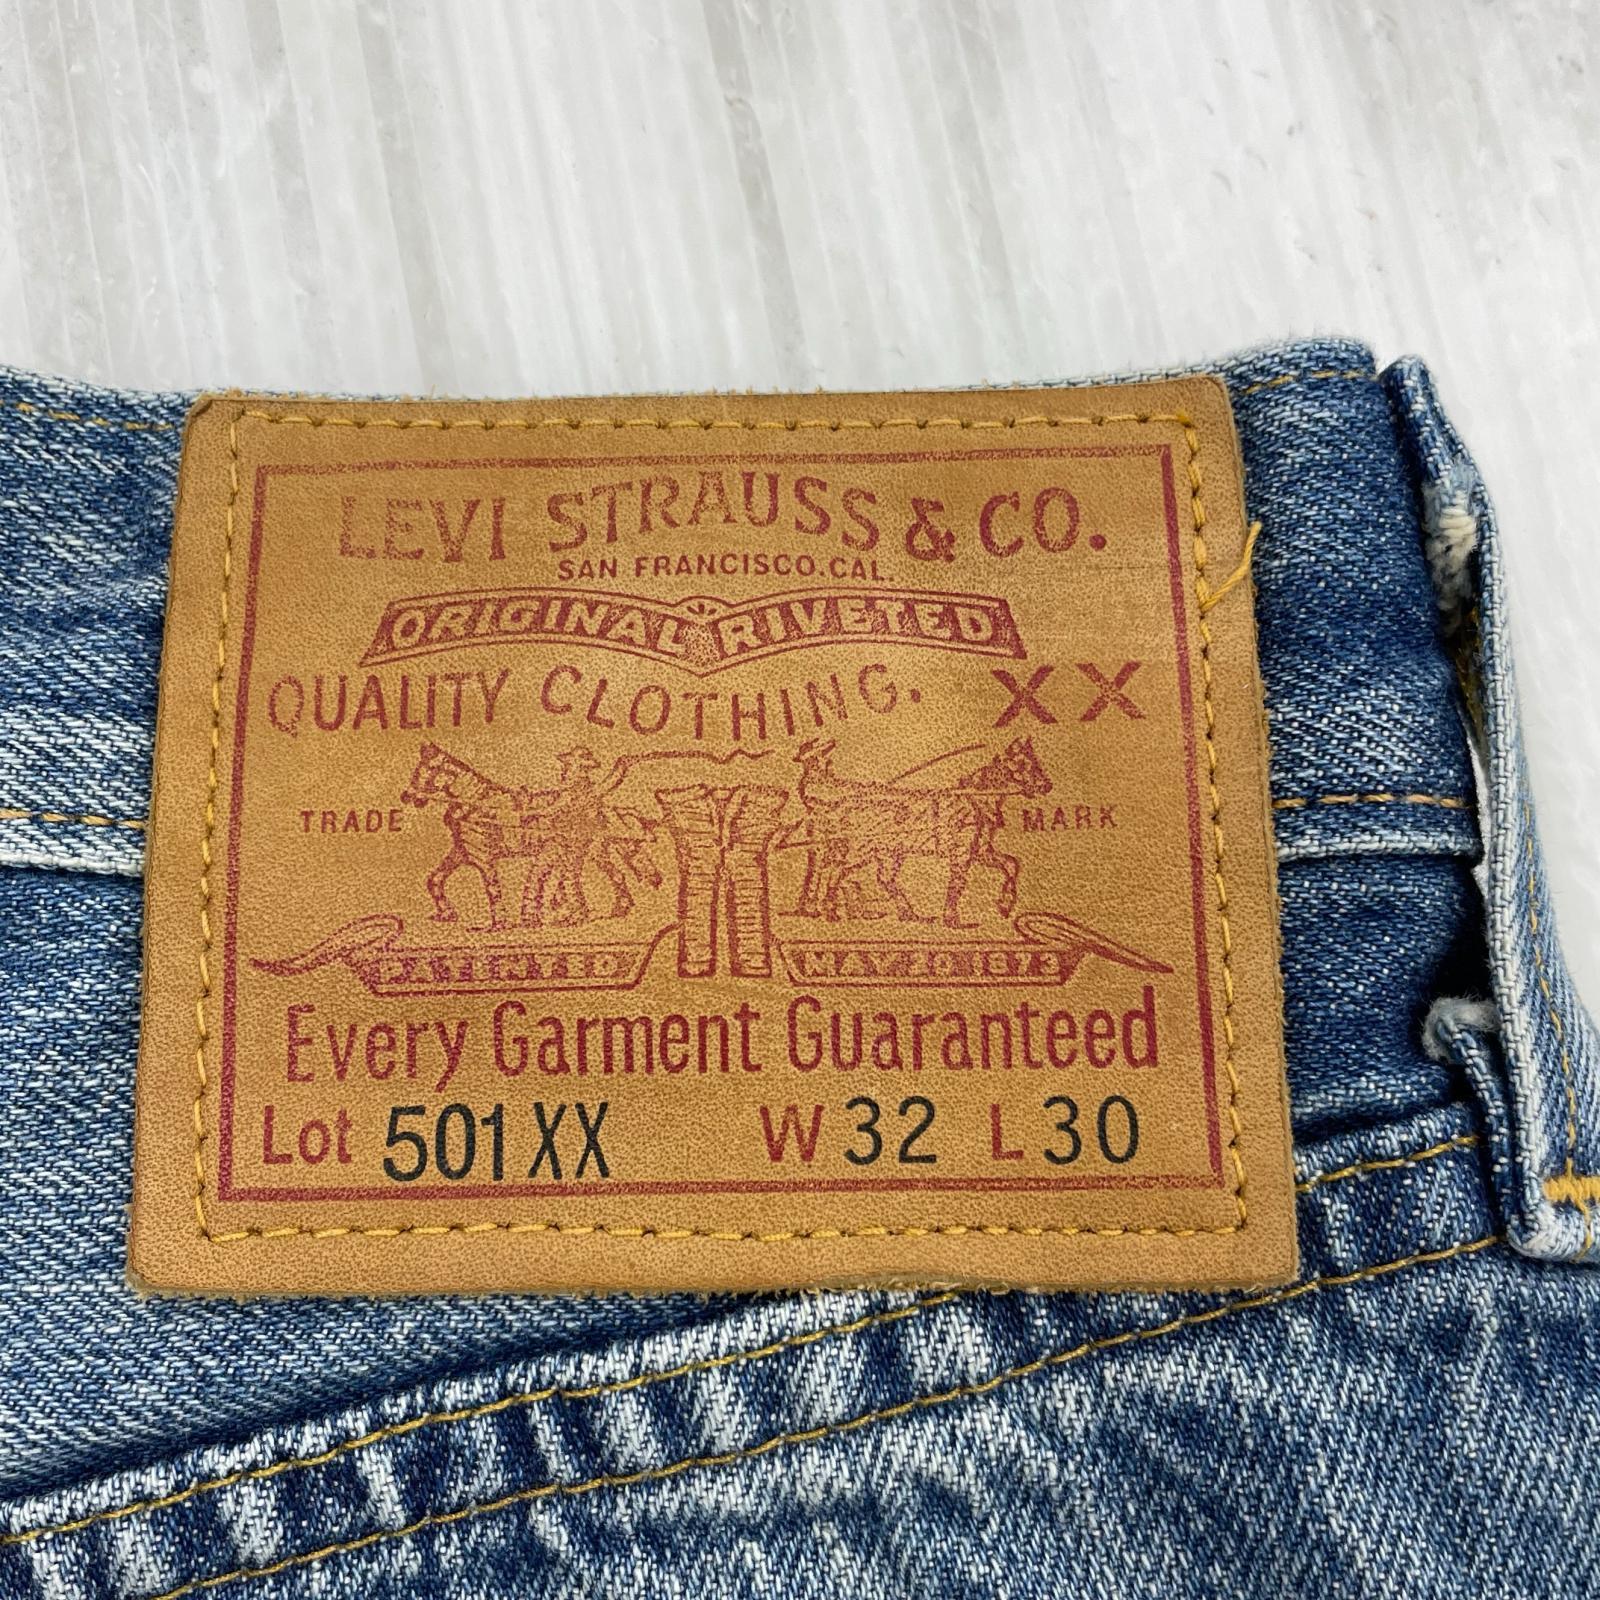 LEVI STRAUSS & CO.
SAN FRANCISCO.CAL.
ORIGINAL RIVETED
QUALITY CLOTHING. XX
TRADE MARK
PATENTED MAY 20 1873
Every Garment Guaranteed
Lot 501XX W32 L30